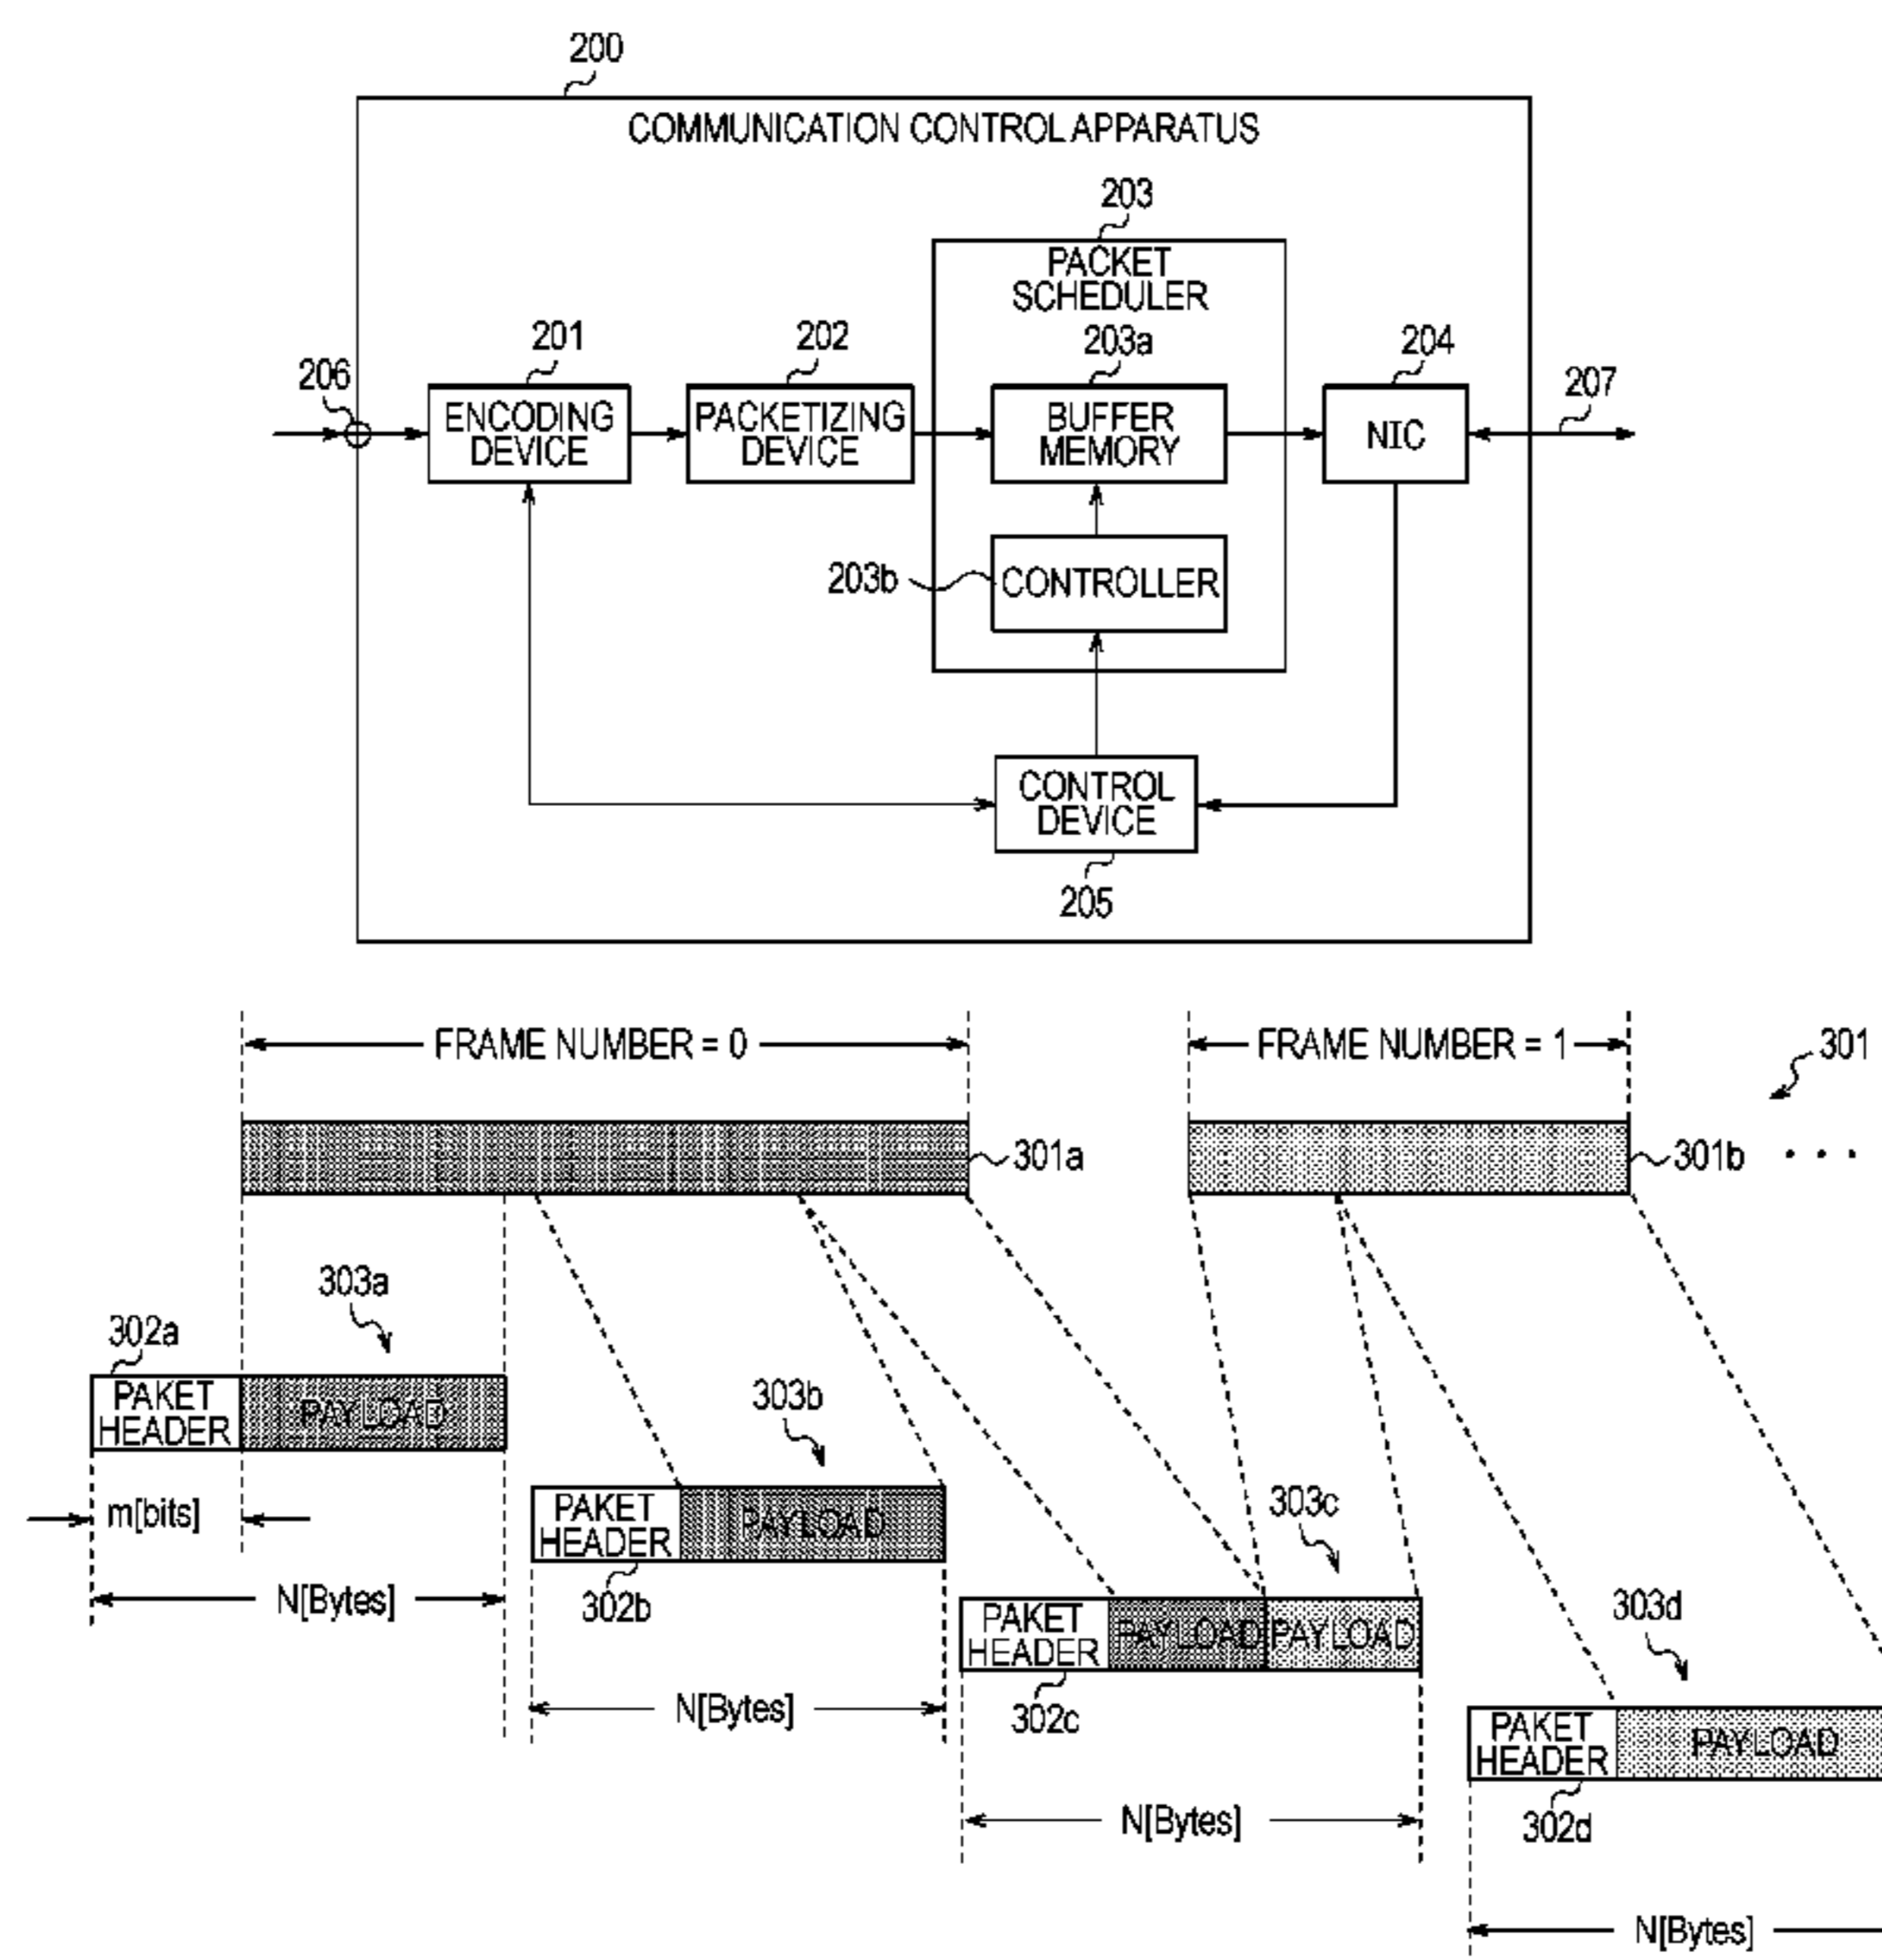 200
COMMUNICATION CONTROL APPARATUS
203
PACKET
SCHEDULER
206
201
202
203a
204
207
ENCODING
DEVICE
PACKETIZING
DEVICE
BUFFER
MEMORY
NIC
203b
CONTROLLER
CONTROL
DEVICE
205
FRAME NUMBER = 0
FRAME NUMBER = 1
301
301a
301b
. . .
303a
302a
PAKET
HEADER
PAYLOAD
303b
m[bits]
PAKET
HEADER
PAYLOAD
303c
N[Bytes]
302b
PAKET
HEADER
PAYLOAD
PAYLOAD
303d
N[Bytes]
302c
PAKET
HEADER
PAYLOAD
N[Bytes]
302d
N[Bytes]